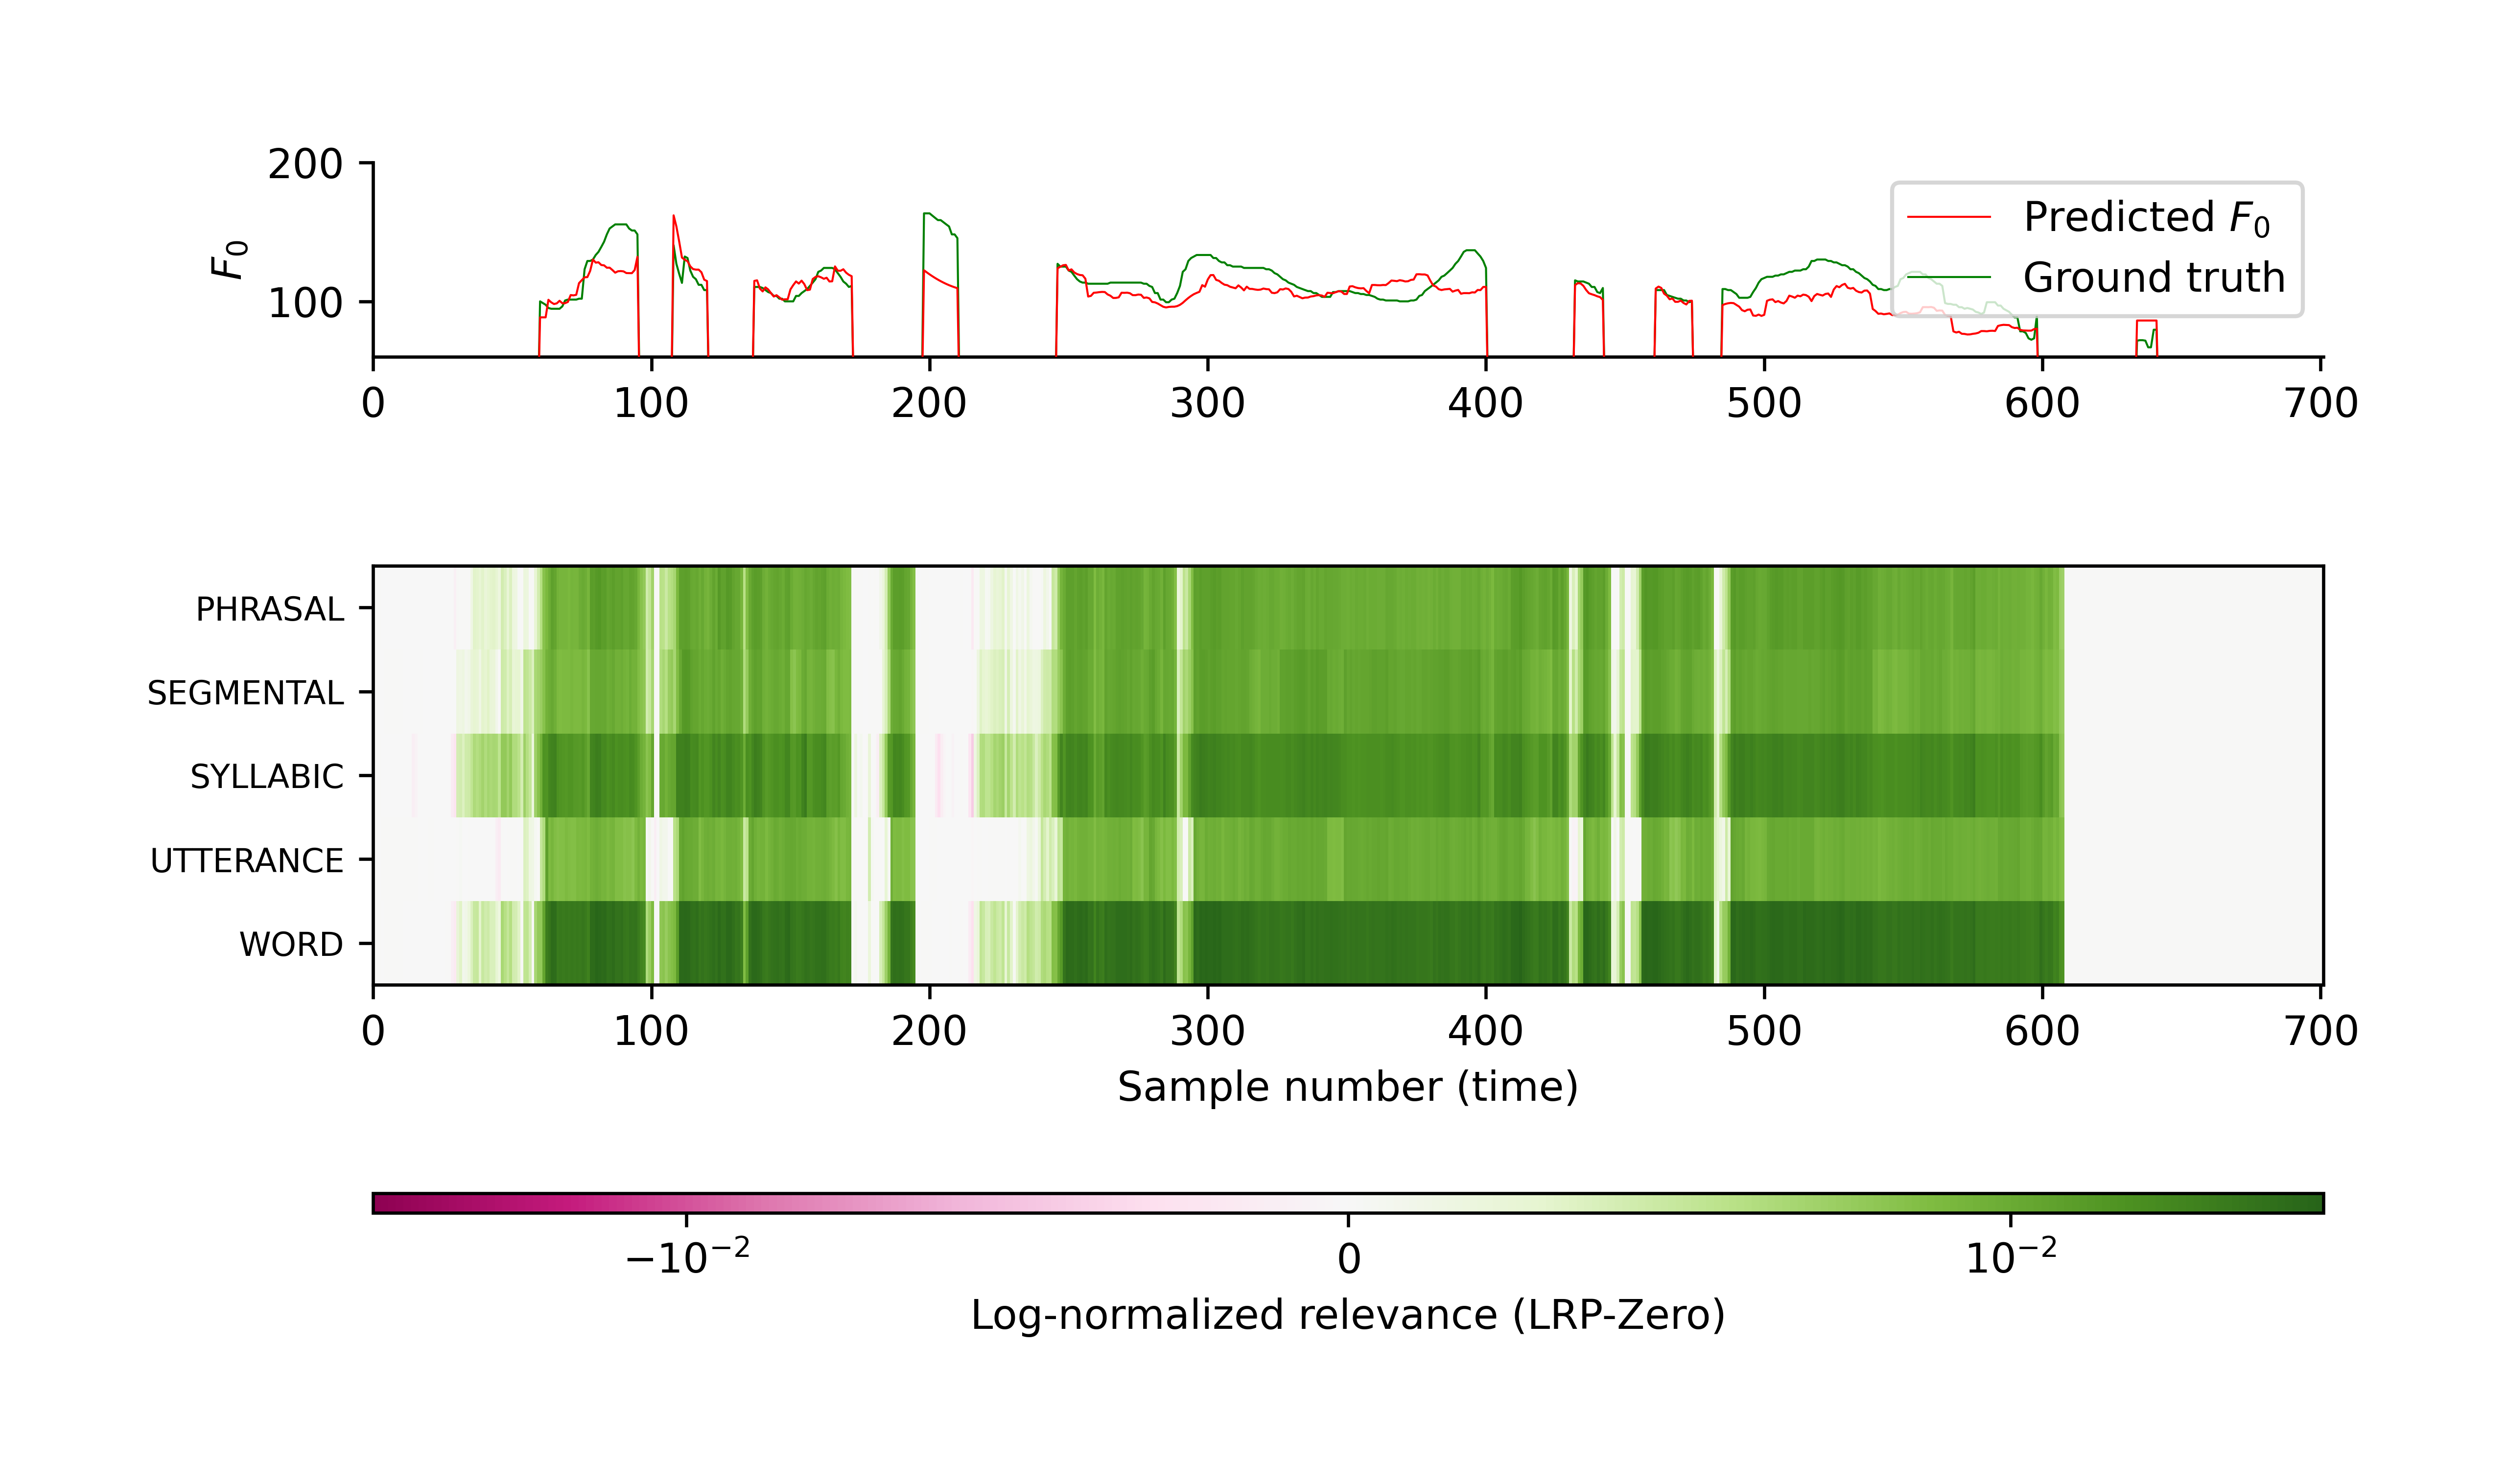 200
100
F₀
Predicted F₀
Ground truth
0 100 200 300 400 500 600 700
PHRASAL
SEGMENTAL
SYLLABIC
UTTERANCE
WORD
0 100 200 300 400 500 600 700
Sample number (time)
−10⁻² 0 10⁻²
Log-normalized relevance (LRP-Zero)